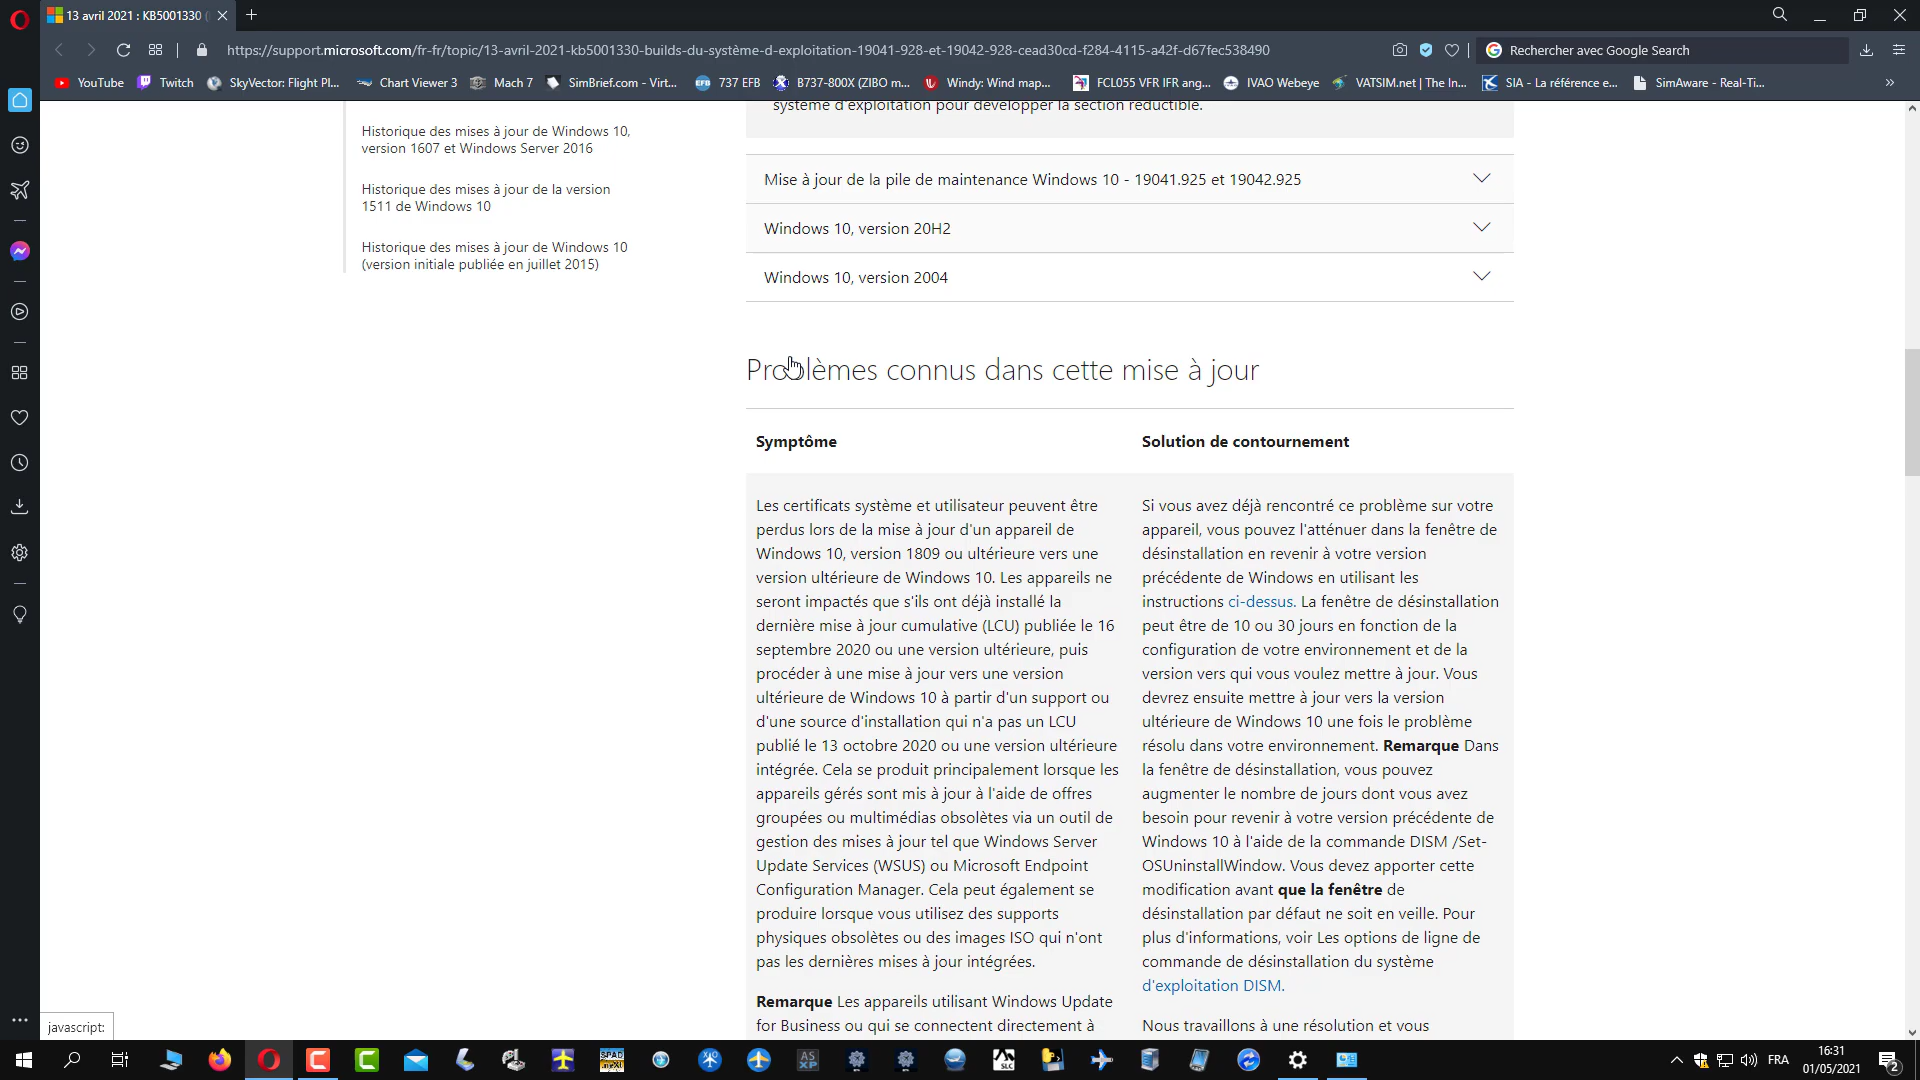 13 avril 2021 : KB5001330 (
https://support.microsoft.com/fr-fr/topic/13-avril-2021-kb5001330-builds-du-système-d-exploitation-19041-928-et-19042-928-cead30cd-f284-4115-a42f-d67fec538490
Rechercher avec Google Search
YouTube
Twitch
SkyVector: Flight Pl...
Chart Viewer 3
Mach 7
SimBrief.com - Virt...
737 EFB
B737-800X (ZIBO m...
Windy: Wind map...
FCL055 VFR IFR ang...
IVAO Webeye
VATSIM.net | The In...
SIA - La référence e...
SimAware - Real-Ti...
»
système d'exploitation pour développer la section réductible.
Historique des mises à jour de Windows 10,
version 1607 et Windows Server 2016
Historique des mises à jour de la version
1511 de Windows 10
Historique des mises à jour de Windows 10
(version initiale publiée en juillet 2015)
Mise à jour de la pile de maintenance Windows 10 - 19041.925 et 19042.925
Windows 10, version 20H2
Windows 10, version 2004
Problèmes connus dans cette mise à jour
Symptôme
Les certificats système et utilisateur peuvent être
perdus lors de la mise à jour d'un appareil de
Windows 10, version 1809 ou ultérieure vers une
version ultérieure de Windows 10. Les appareils ne
seront impactés que s'ils ont déjà installé la
dernière mise à jour cumulative (LCU) publiée le 16
septembre 2020 ou une version ultérieure, puis
procéder à une mise à jour vers une version
ultérieure de Windows 10 à partir d'un support ou
d'une source d'installation qui n'a pas un LCU
publié le 13 octobre 2020 ou une version ultérieure
intégrée. Cela se produit principalement lorsque les
appareils gérés sont mis à jour à l'aide de offres
groupées ou multimédias obsolètes via un outil de
gestion des mises à jour tel que Windows Server
Update Services (WSUS) ou Microsoft Endpoint
Configuration Manager. Cela peut également se
produire lorsque vous utilisez des supports
physiques obsolètes ou des images ISO qui n'ont
pas les dernières mises à jour intégrées.
Remarque Les appareils utilisant Windows Update
for Business ou qui se connectent directement à
Solution de contournement
Si vous avez déjà rencontré ce problème sur votre
appareil, vous pouvez l'atténuer dans la fenêtre de
désinstallation en revenir à votre version
précédente de Windows en utilisant les
instructions ci-dessus. La fenêtre de désinstallation
peut être de 10 ou 30 jours en fonction de la
configuration de votre environnement et de la
version vers qui vous voulez mettre à jour. Vous
devrez ensuite mettre à jour vers la version
ultérieure de Windows 10 une fois le problème
résolu dans votre environnement. Remarque Dans
la fenêtre de désinstallation, vous pouvez
augmenter le nombre de jours dont vous avez
besoin pour revenir à votre version précédente de
Windows 10 à l'aide de la commande DISM /Set-
OSUninstallWindow. Vous devez apporter cette
modification avant que la fenêtre de
désinstallation par défaut ne soit en veille. Pour
plus d'informations, voir Les options de ligne de
commande de désinstallation du système
d'exploitation DISM.
Nous travaillons à une résolution et vous
javascript:
SPAD
AS
XP
SLC
FRA
16:31
01/05/2021
2